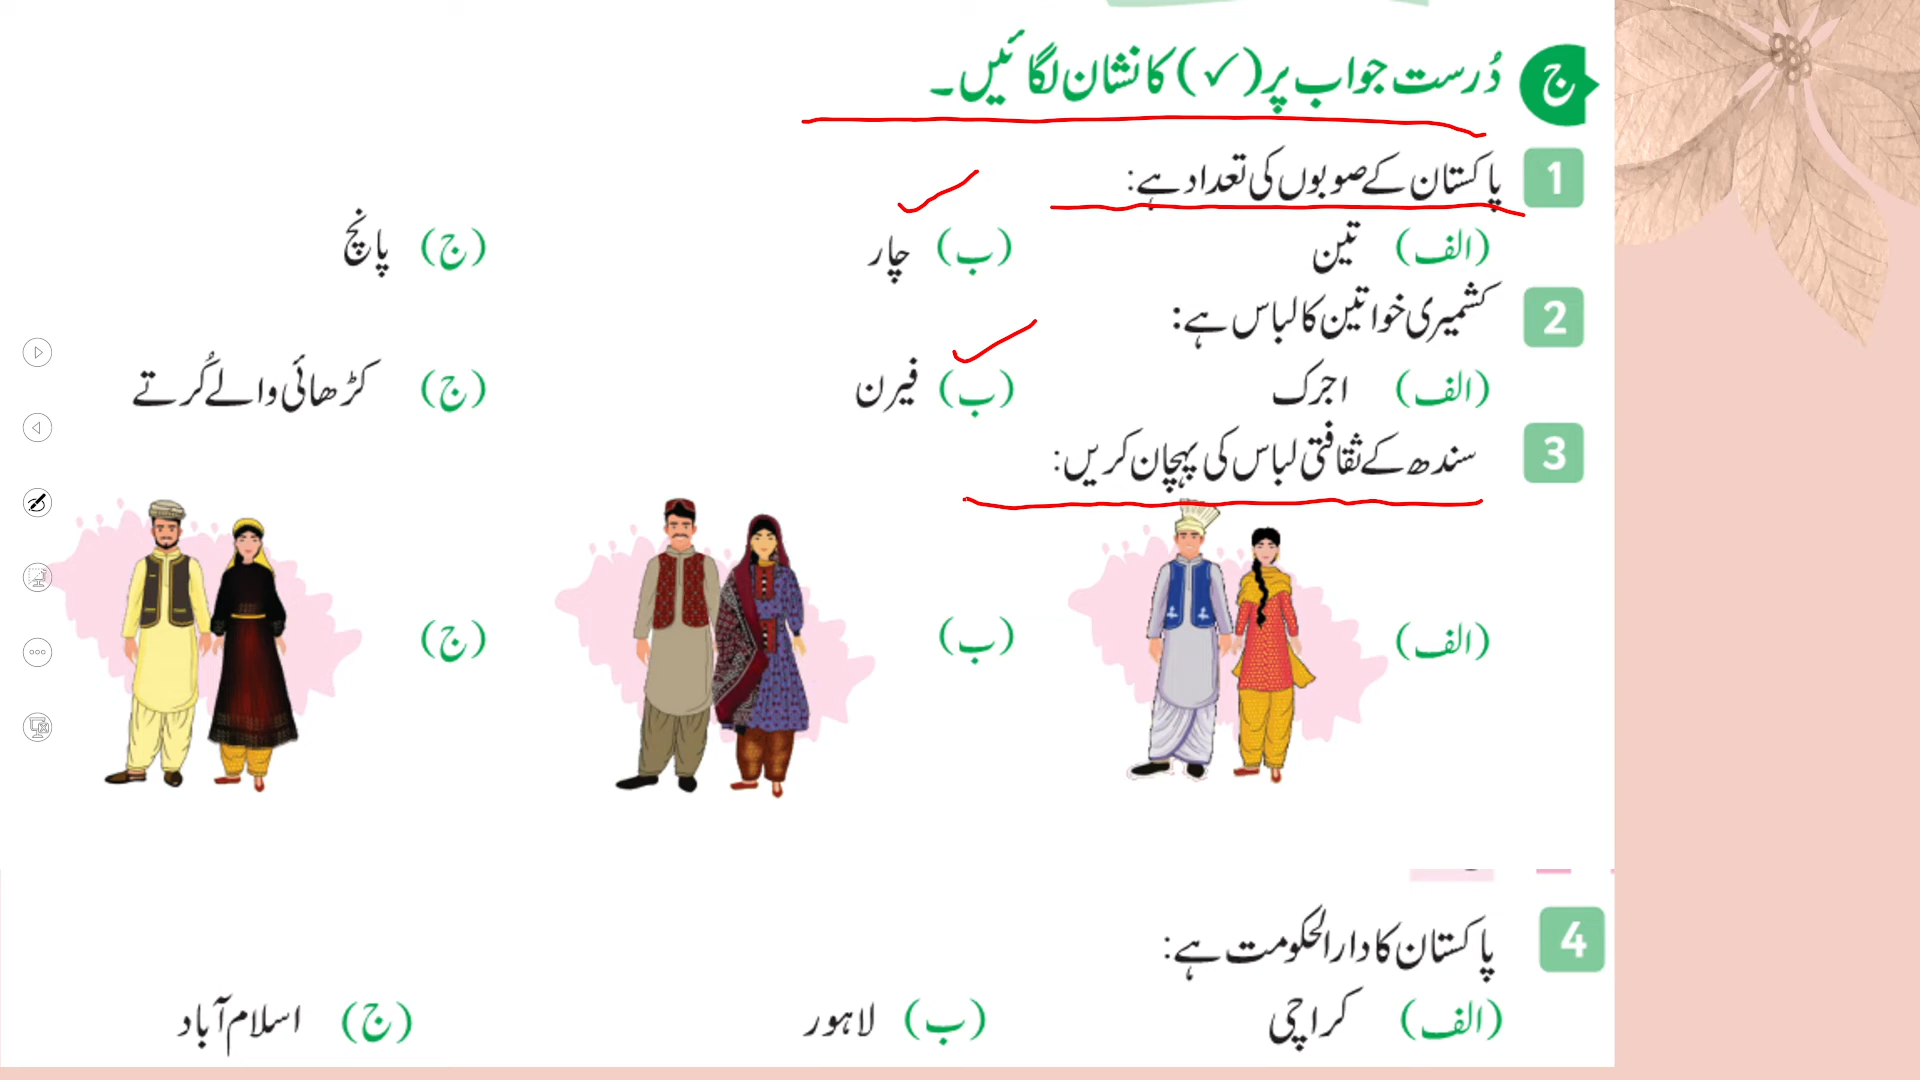 ج دُرست جواب پر (✓) کا نشان لگائیں۔
1 پاکستان کے صوبوں کی تعداد ہے:
(الف) تین (ب) چار (ج) پانچ
2 کشمیری خواتین کا لباس ہے:
(الف) اجرک (ب) فیرن (ج) کڑھائی والے کُرتے
3 سندھ کے ثقافتی لباس کی پہچان کریں:
(الف) (ب) (ج)
4 پاکستان کا دارالحکومت ہے:
(الف) کراچی (ب) لاہور (ج) اسلام آباد